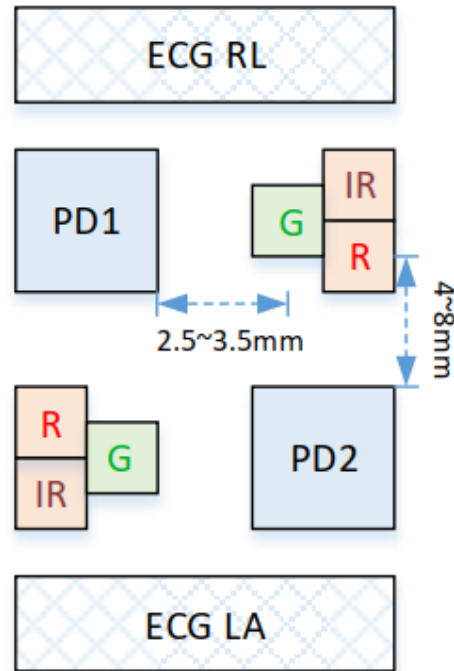 ECG RL
PD1
IR
G
R
2.5~3.5mm
4~8mm
R
G
IR
PD2
ECG LA